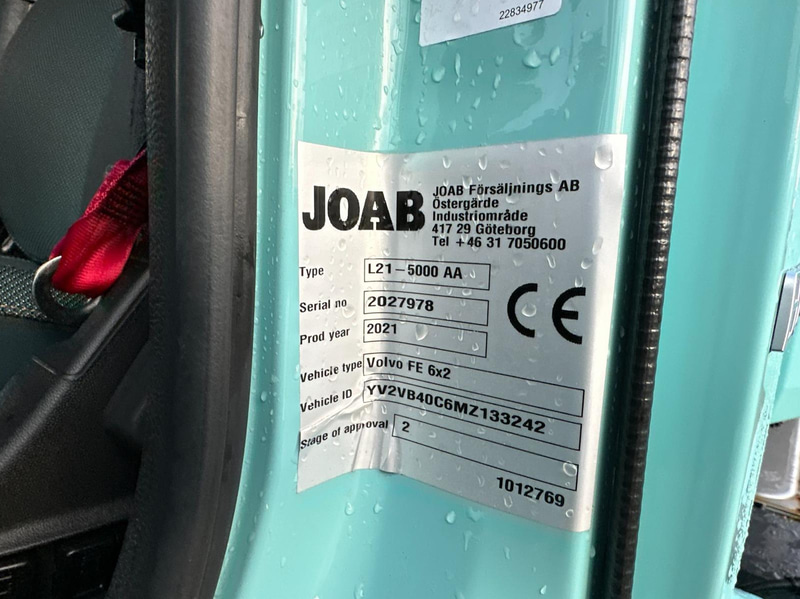 22834977
JOAB
JOAB Försäljnings AB
Östergärde
Industriområde
417 29 Göteborg
Tel +46 31 7050600
Type L21-5000 AA
Serial no 2027978
Prod year 2021
CE
Vehicle type Volvo FE 6x2
Vehicle ID YV2VB40C6MZ133242
Stage of approval 2
1012769